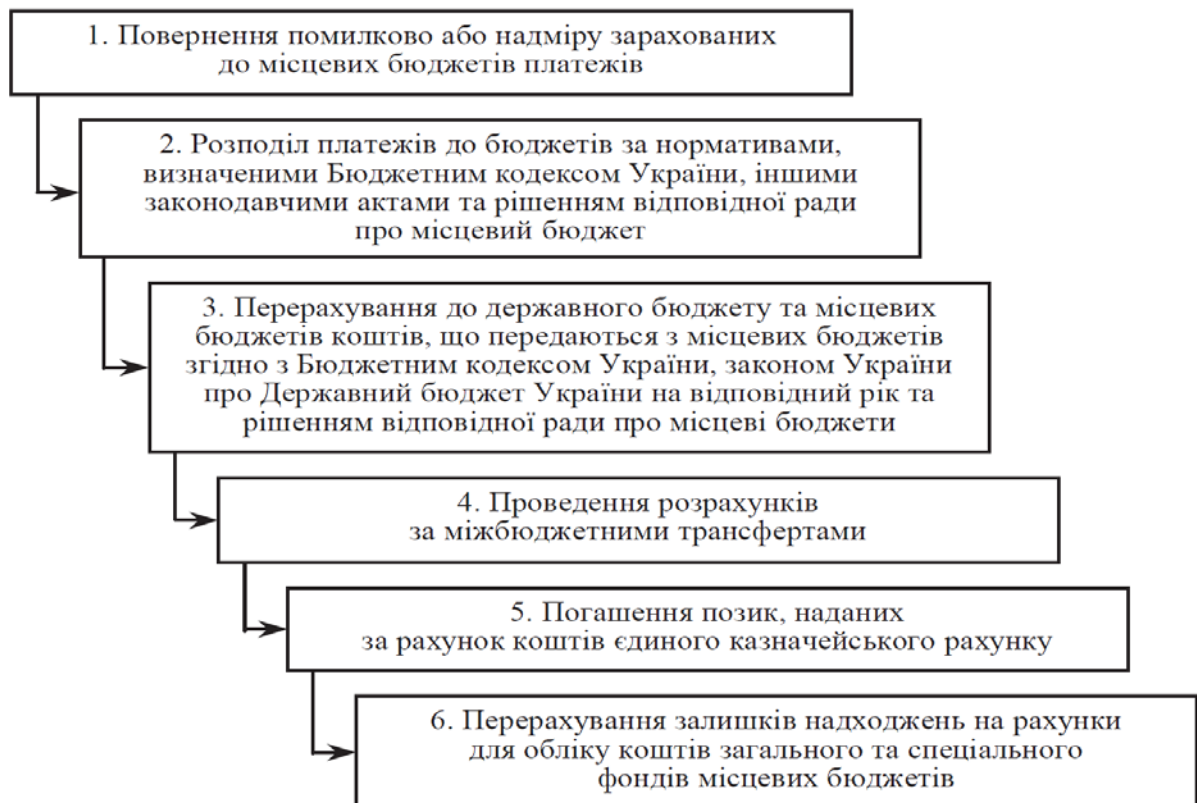 1. Повернення помилково або надміру зарахованих
до місцевих бюджетів платежів
2. Розподіл платежів до бюджетів за нормативами,
визначеними Бюджетним кодексом України, іншими
законодавчими актами та рішенням відповідної ради
про місцевий бюджет
3. Перерахування до державного бюджету та місцевих
бюджетів коштів, що передаються з місцевих бюджетів
згідно з Бюджетним кодексом України, законом України
про Державний бюджет України на відповідний рік та
рішенням відповідної ради про місцеві бюджети
4. Проведення розрахунків
за міжбюджетними трансфертами
5. Погашення позик, наданих
за рахунок коштів єдиного казначейського рахунку
6. Перерахування залишків надходжень на рахунки
для обліку коштів загального та спеціального
фондів місцевих бюджетів